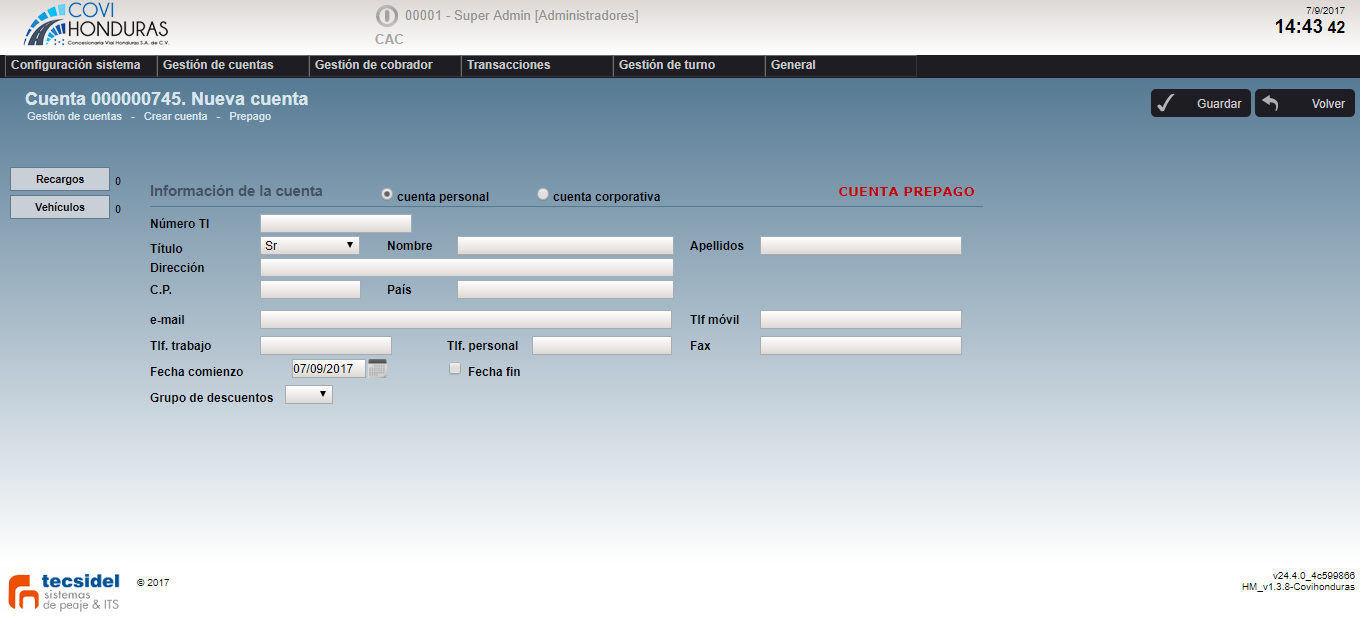 COVI
HONDURAS
Concesionaria Vial Honduras S.A. de C.V.
00001 - Super Admin [Administradores]
CAC
7/9/2017
14:43 42
Configuración sistema
Gestión de cuentas
Gestión de cobrador
Transacciones
Gestión de turno
General
Cuenta 000000745. Nueva cuenta
Gestión de cuentas - Crear cuenta - Prepago
Guardar
Volver
Recargos 0
Vehículos 0
Información de la cuenta
cuenta personal
cuenta corporativa
CUENTA PREPAGO
Número TI
Título Sr Nombre Apellidos
Dirección
C.P. País
e-mail Tlf móvil
Tlf. trabajo Tlf. personal Fax
Fecha comienzo 07/09/2017 Fecha fin
Grupo de descuentos
tecsidel
sistemas
de peaje & ITS
© 2017
v24.4.0_4c599866
HM_v1.3.8-Covihonduras